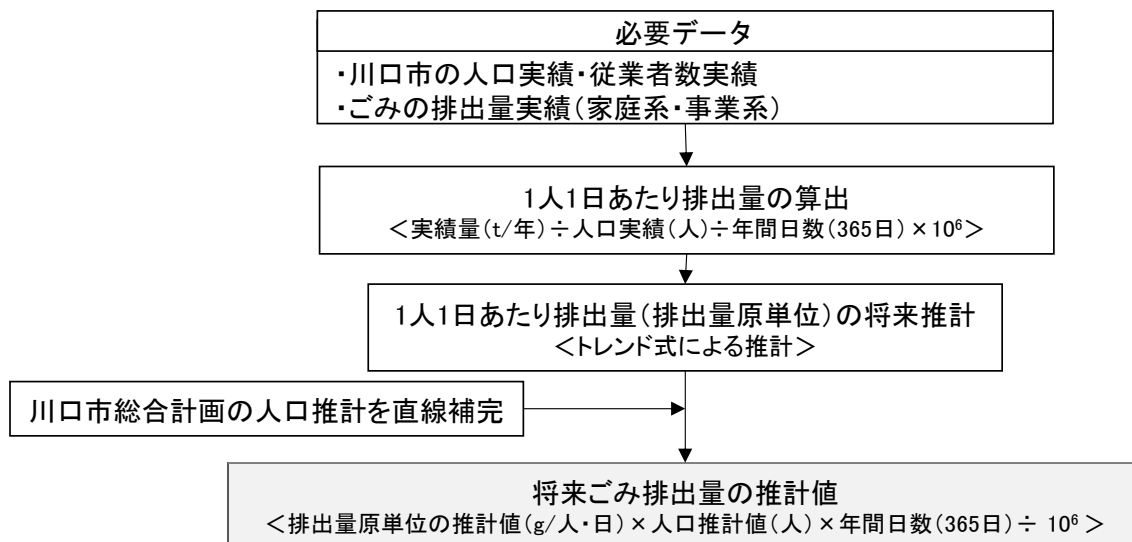 必要データ
・川口市の人口実績・従業者数実績
・ごみの排出量実績(家庭系・事業系)
1人1日あたり排出量の算出
<実績量(t/年)÷人口実績(人)÷年間日数(365日)×10⁶>
1人1日あたり排出量(排出量原単位)の将来推計
<トレンド式による推計>
川口市総合計画の人口推計を直線補完
将来ごみ排出量の推計値
<排出量原単位の推計値(g/人・日)×人口推計値(人)×年間日数(365日)÷ 10⁶ >